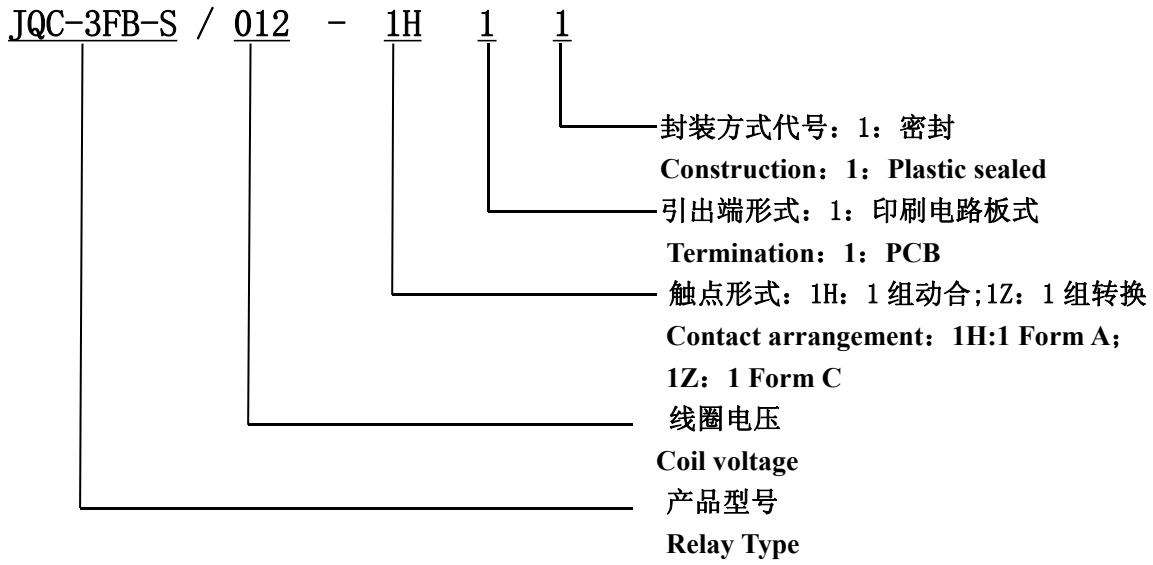 JQC-3FB-S / 012 - 1H 1 1
封装方式代号：1：密封
Construction：1：Plastic sealed
引出端形式：1：印刷电路板式
Termination：1：PCB
触点形式：1H：1组动合;1Z：1组转换
Contact arrangement：1H:1 Form A；
1Z：1 Form C
线圈电压
Coil voltage
产品型号
Relay Type